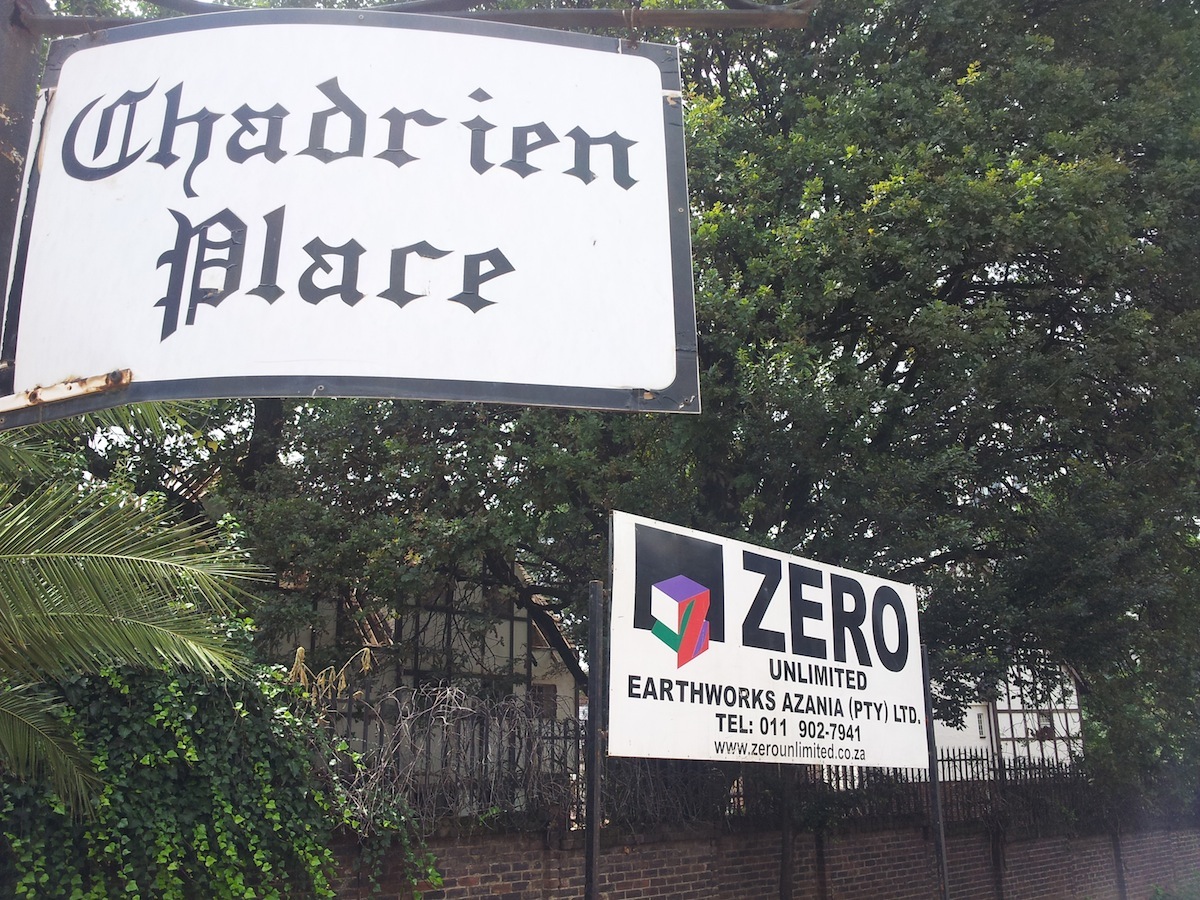 Chadrien
Place
ZERO
UNLIMITED
EARTHWORKS AZANIA (PTY) LTD.
TEL: 011 902-7941
www.zerounlimited.co.za